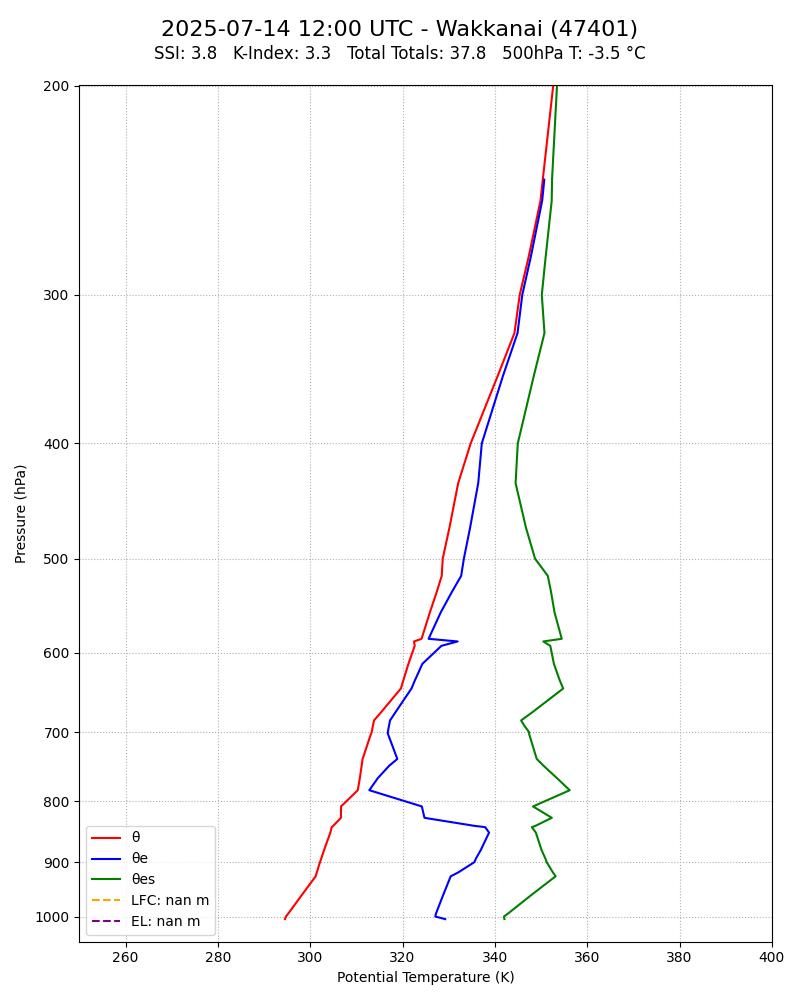 2025-07-14 12:00 UTC - Wakkanai (47401)
SSI: 3.8 K-Index: 3.3 Total Totals: 37.8 500hPa T: -3.5 °C
200
300
400
500
600
700
800
900
1000
Pressure (hPa)
θ
θe
θes
LFC: nan m
EL: nan m
260 280 300 320 340 360 380 400
Potential Temperature (K)